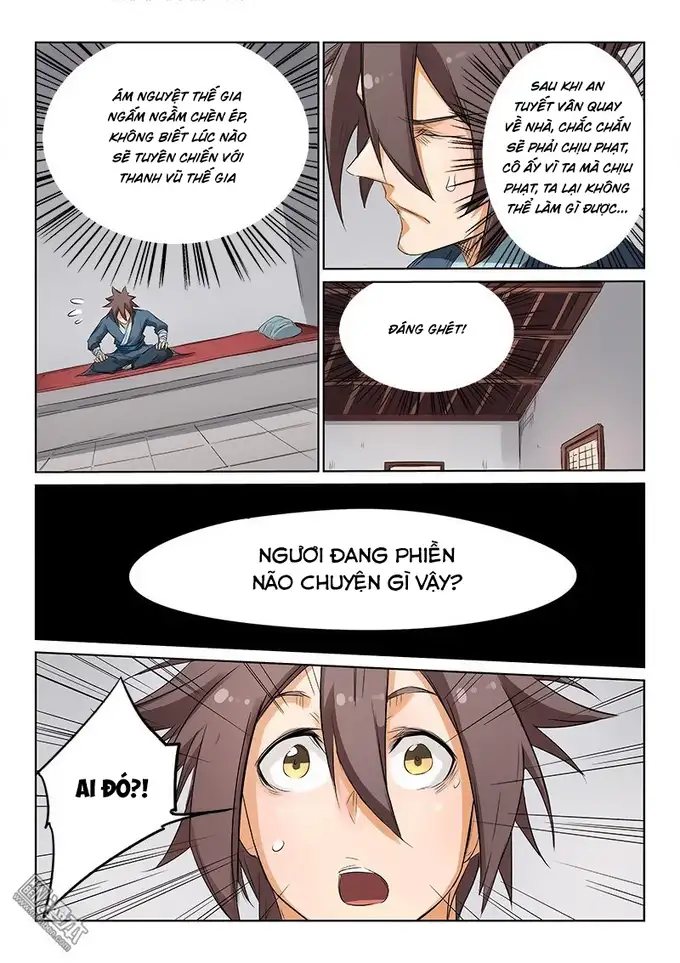 ÁM NGUYỆT THẾ GIA
NGẤM NGẦM CHÈN ÉP,
KHÔNG BIẾT LÚC NÀO
SẼ TUYÊN CHIẾN VỚI
THANH VŨ THẾ GIA
SAU KHI AN
TUYẾT VÂN QUAY
VỀ NHÀ, CHẮC CHẮN
SẼ PHẢI CHỊU PHẠT,
CÔ ẤY VÌ TA MÀ CHỊU
PHẠT, TA LẠI KHÔNG
THỂ LÀM GÌ ĐƯỢC...
ĐÁNG GHÉT!
NGƯƠI ĐANG PHIỀN
NÃO CHUYỆN GÌ VẬY?
AI ĐÓ?!